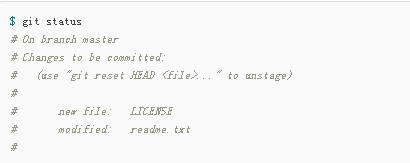 $ git status
# On branch master
# Changes to be committed:
#   (use "git reset HEAD <file>..." to unstage)
#
#       new file:   LICENSE
#       modified:   readme.txt
#